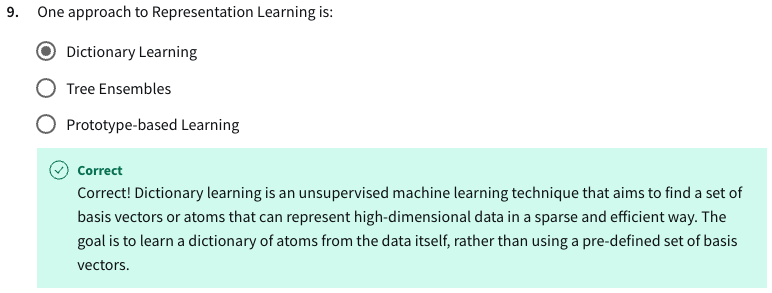 9. One approach to Representation Learning is:
Dictionary Learning
Tree Ensembles
Prototype-based Learning
Correct
Correct! Dictionary learning is an unsupervised machine learning technique that aims to find a set of
basis vectors or atoms that can represent high-dimensional data in a sparse and efficient way. The
goal is to learn a dictionary of atoms from the data itself, rather than using a pre-defined set of basis
vectors.